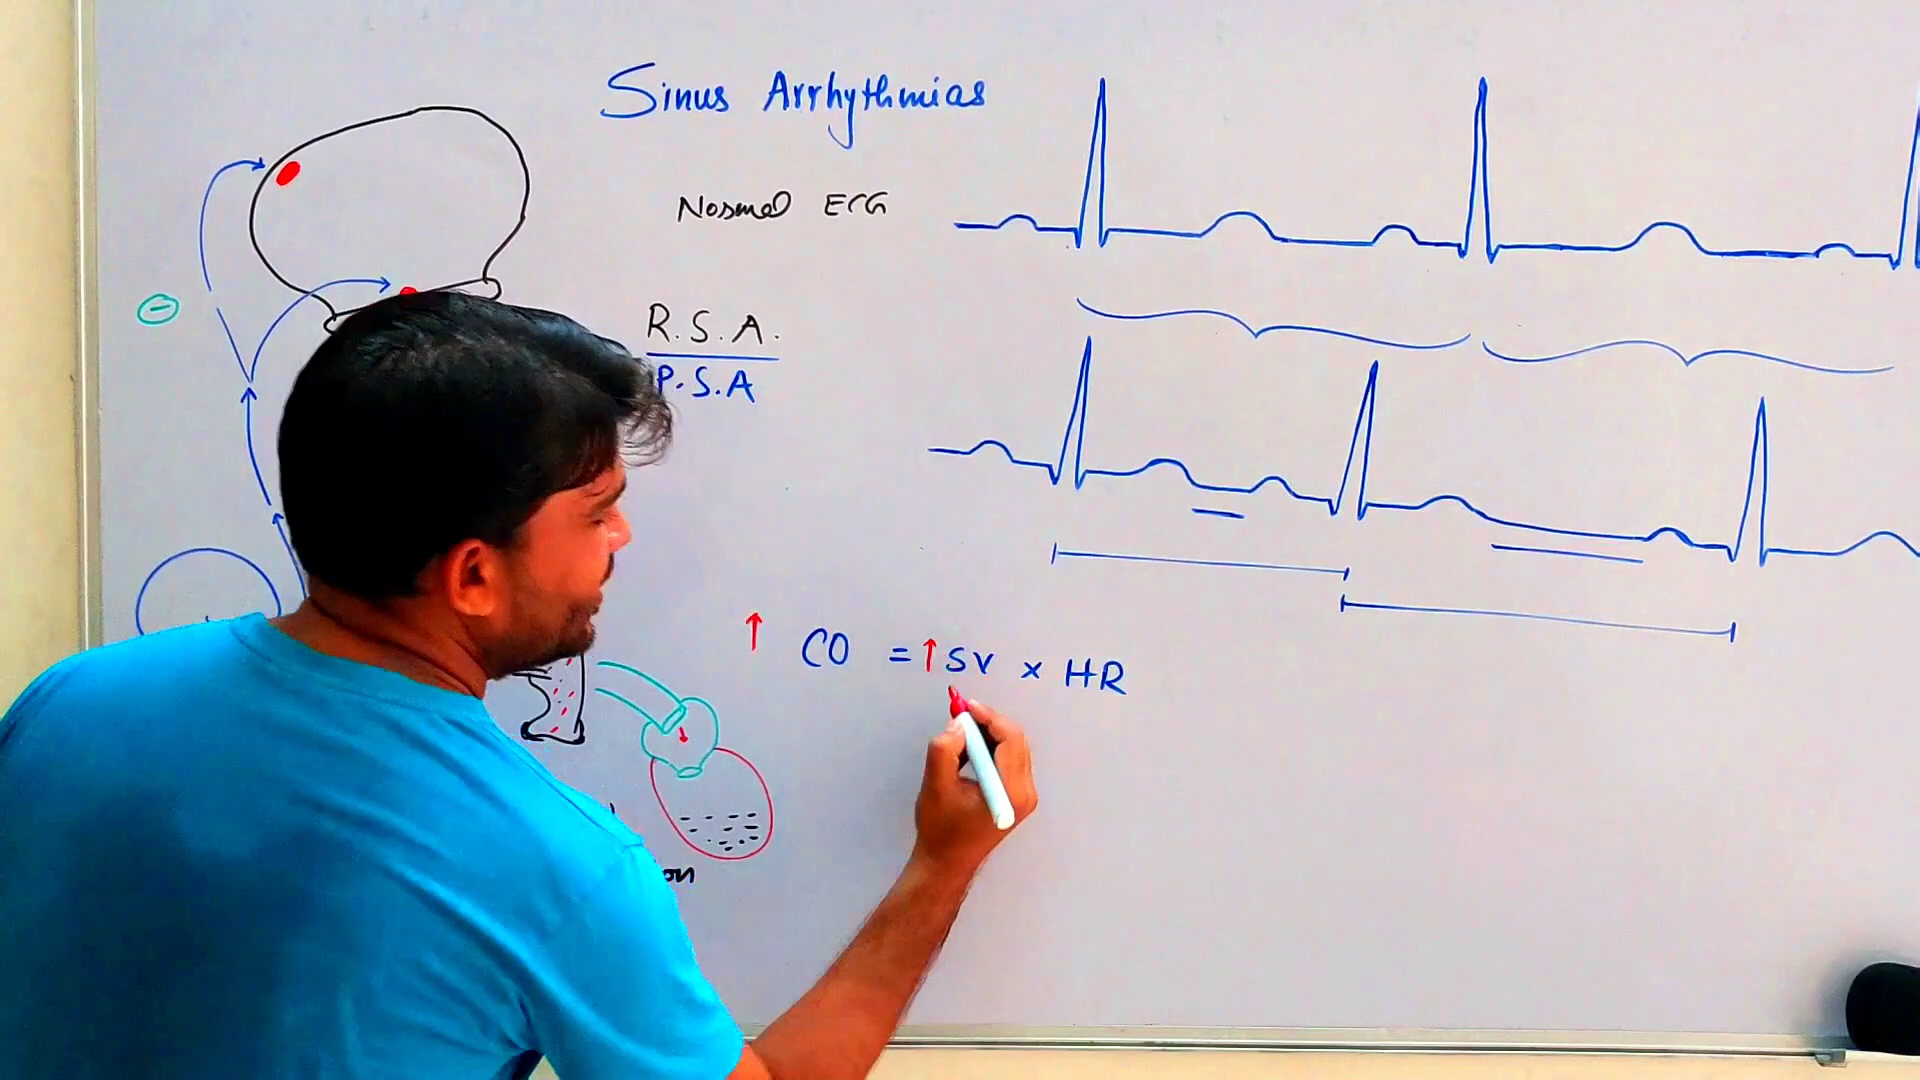 Sinus Arrhythmias
Normal ECG
R.S.A.
P.S.A
↑ CO = ↑ SV × HR